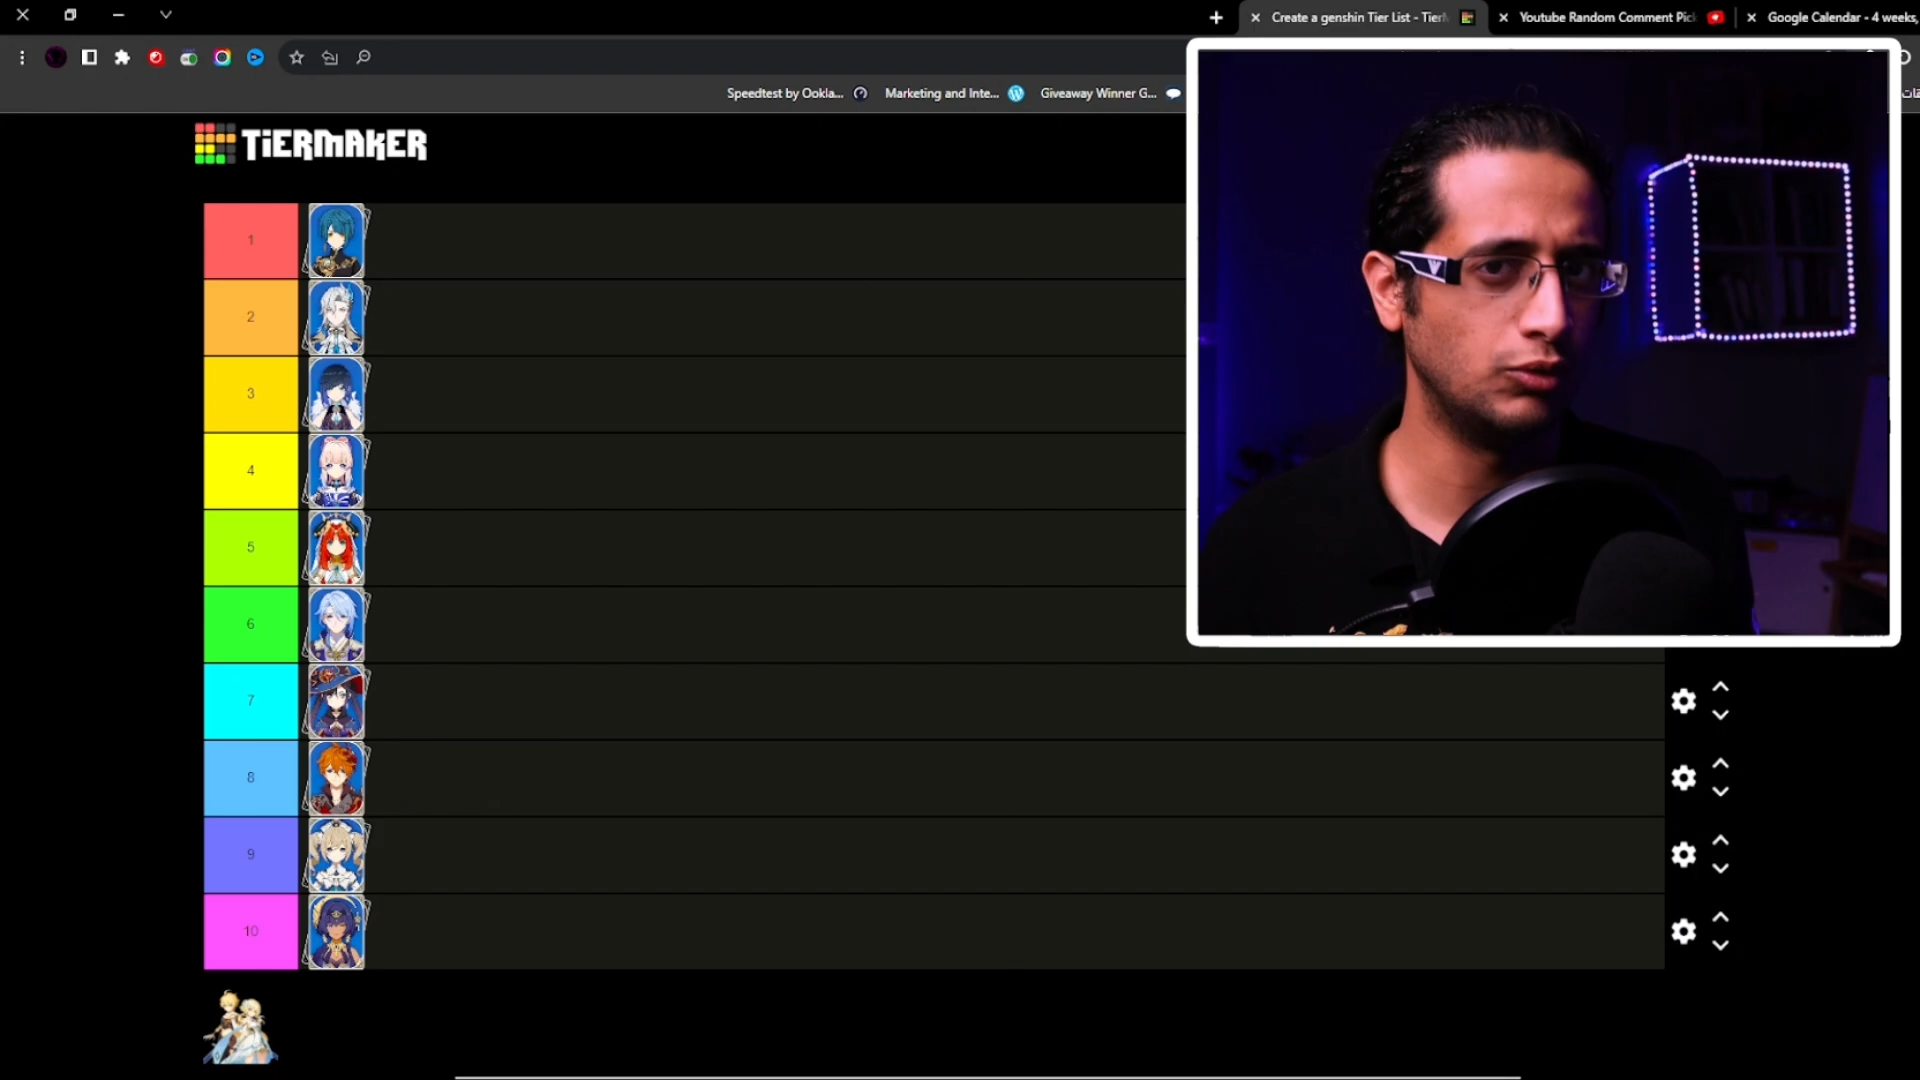 Create a genshin Tier List - Tier
Youtube Random Comment Pic
Google Calendar - 4 weeks,
Speedtest by Ookla...
Marketing and Inte...
Giveaway Winner G...
TiERMAKER
1
2
3
4
5
6
7
8
9
10